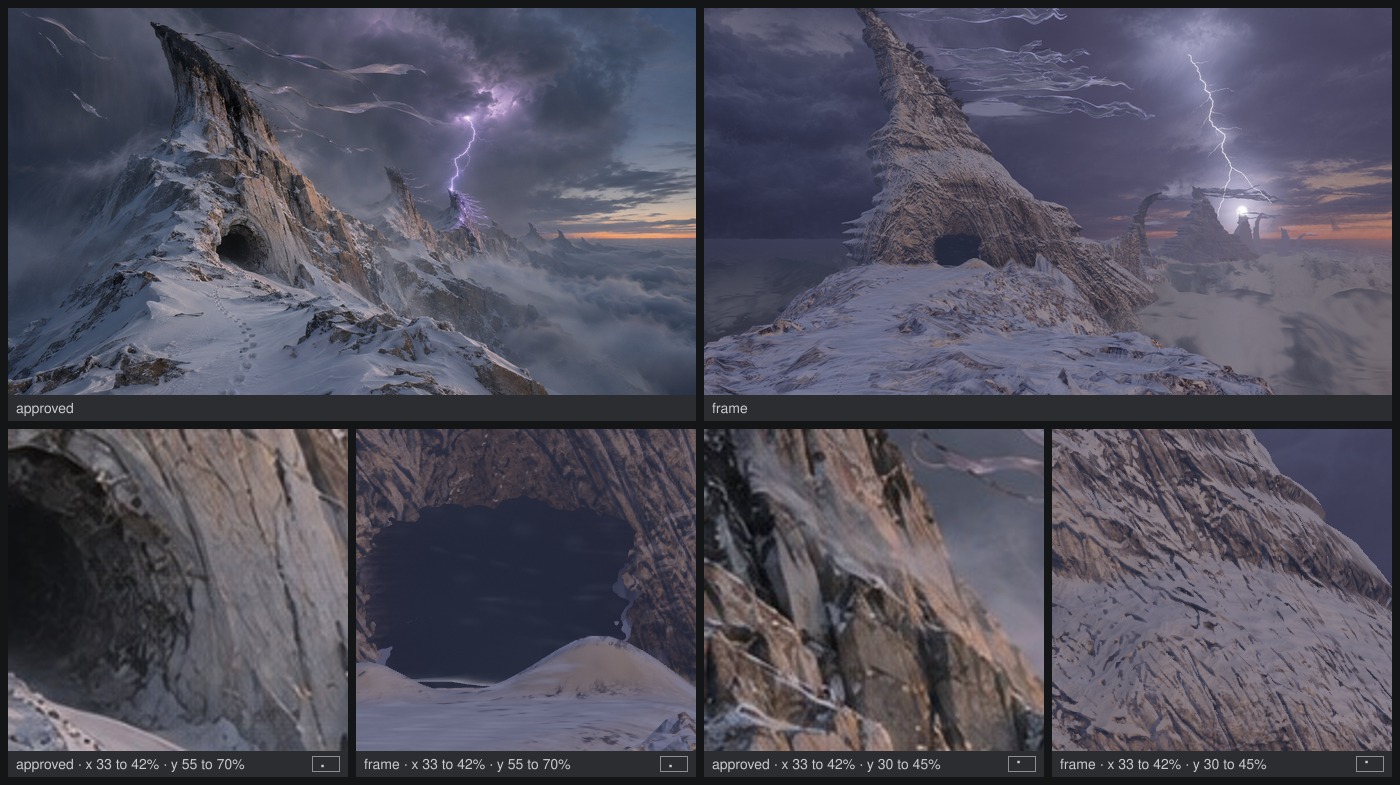 approved
frame
approved · x 33 to 42% · y 55 to 70%
frame · x 33 to 42% · y 55 to 70%
approved · x 33 to 42% · y 30 to 45%
frame · x 33 to 42% · y 30 to 45%